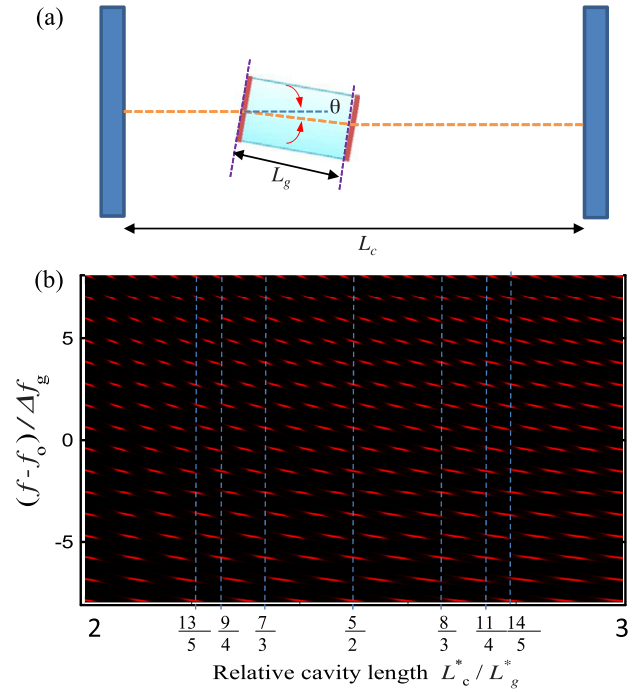 (a)
θ
L_g
L_c
(b)
(f - f_o) / Δf_g
5
0
-5
2 13/5 9/4 7/3 5/2 8/3 11/4 14/5 3
Relative cavity length L*_c / L*_g